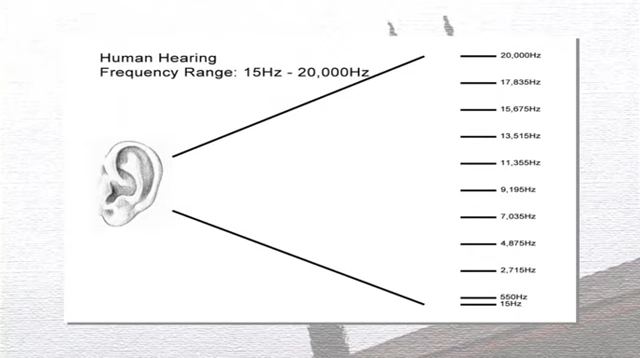 Human Hearing
Frequency Range: 15Hz - 20,000Hz
20,000Hz
17,835Hz
15,675Hz
13,515Hz
11,355Hz
9,195Hz
7,035Hz
4,875Hz
2,715Hz
550Hz
15Hz